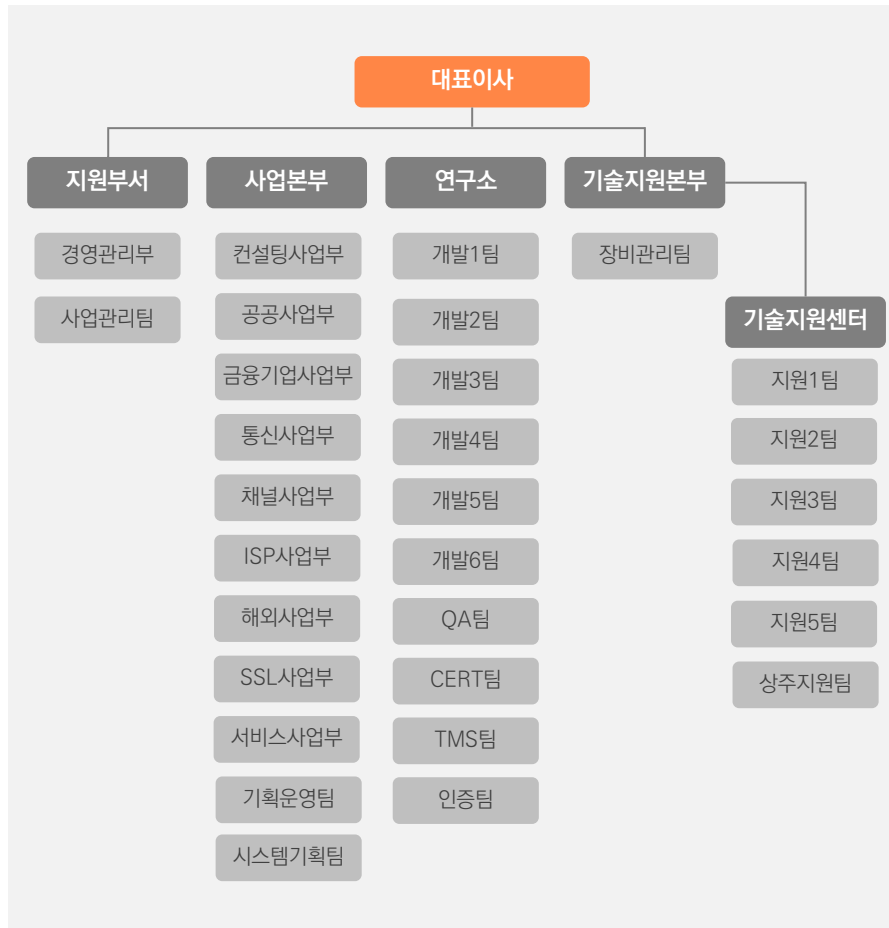 대표이사
지원부서
사업본부
연구소
기술지원본부
경영관리부
사업관리팀
컨설팅사업부
공공사업부
금융기업사업부
통신사업부
채널사업부
ISP사업부
해외사업부
SSL사업부
서비스사업부
기획운영팀
시스템기획팀
개발1팀
개발2팀
개발3팀
개발4팀
개발5팀
개발6팀
QA팀
CERT팀
TMS팀
인증팀
장비관리팀
기술지원센터
지원1팀
지원2팀
지원3팀
지원4팀
지원5팀
상주지원팀